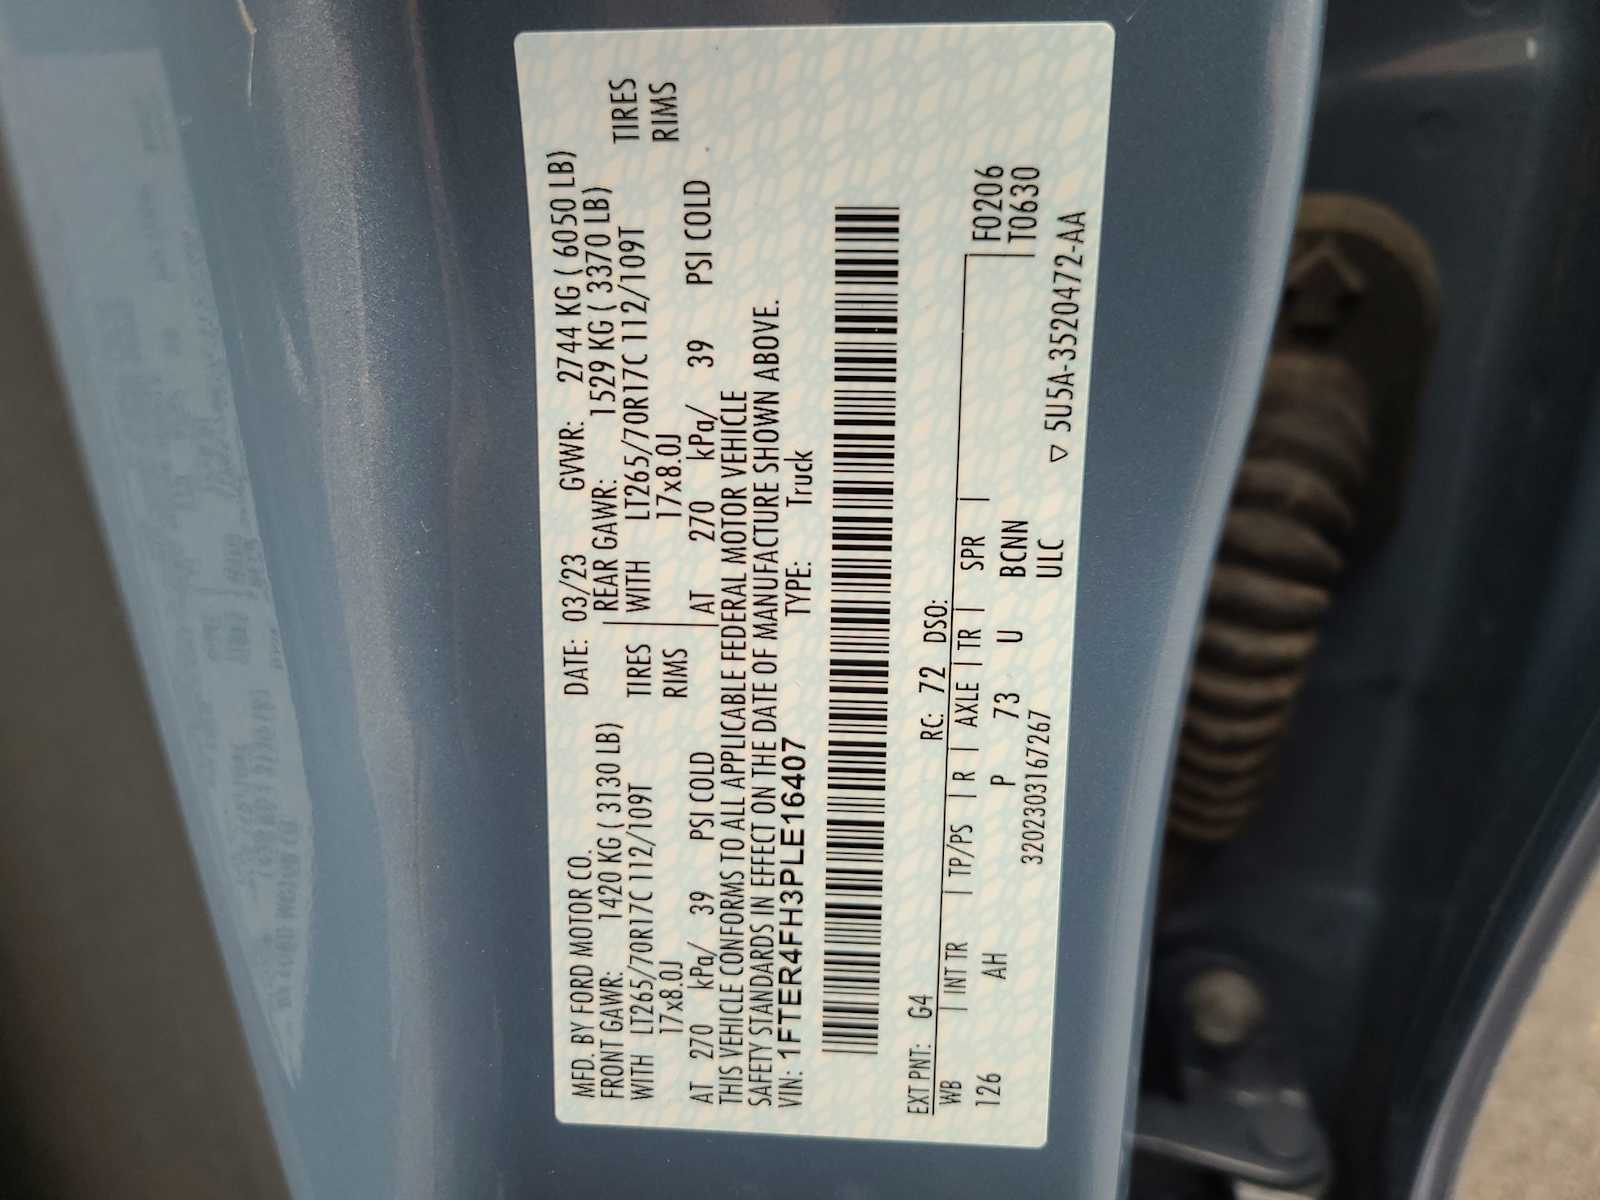 MFD. BY FORD MOTOR CO. DATE: 03/23 GVWR: 2744 KG ( 6050 LB)
FRONT GAWR: 1420 KG ( 3130 LB) REAR GAWR: 1529 KG ( 3370 LB)
WITH LT265/70R17C 112/109T TIRES WITH LT265/70R17C 112/109T TIRES
17x8.0J RIMS 17x8.0J RIMS
AT 270 kPa/ 39 PSI COLD AT 270 kPa/ 39 PSI COLD
THIS VEHICLE CONFORMS TO ALL APPLICABLE FEDERAL MOTOR VEHICLE
SAFETY STANDARDS IN EFFECT ON THE DATE OF MANUFACTURE SHOWN ABOVE.
VIN: 1FTER4FH3PLE16407 TYPE: Truck
EXT PNT: G4 RC: 72 DSO:
WB INT TR TP/PS R AXLE TR SPR F0206
126 AH P 73 U BCNN T0630
3202303167267 ULC ▽ 5U5A-3520472-AA